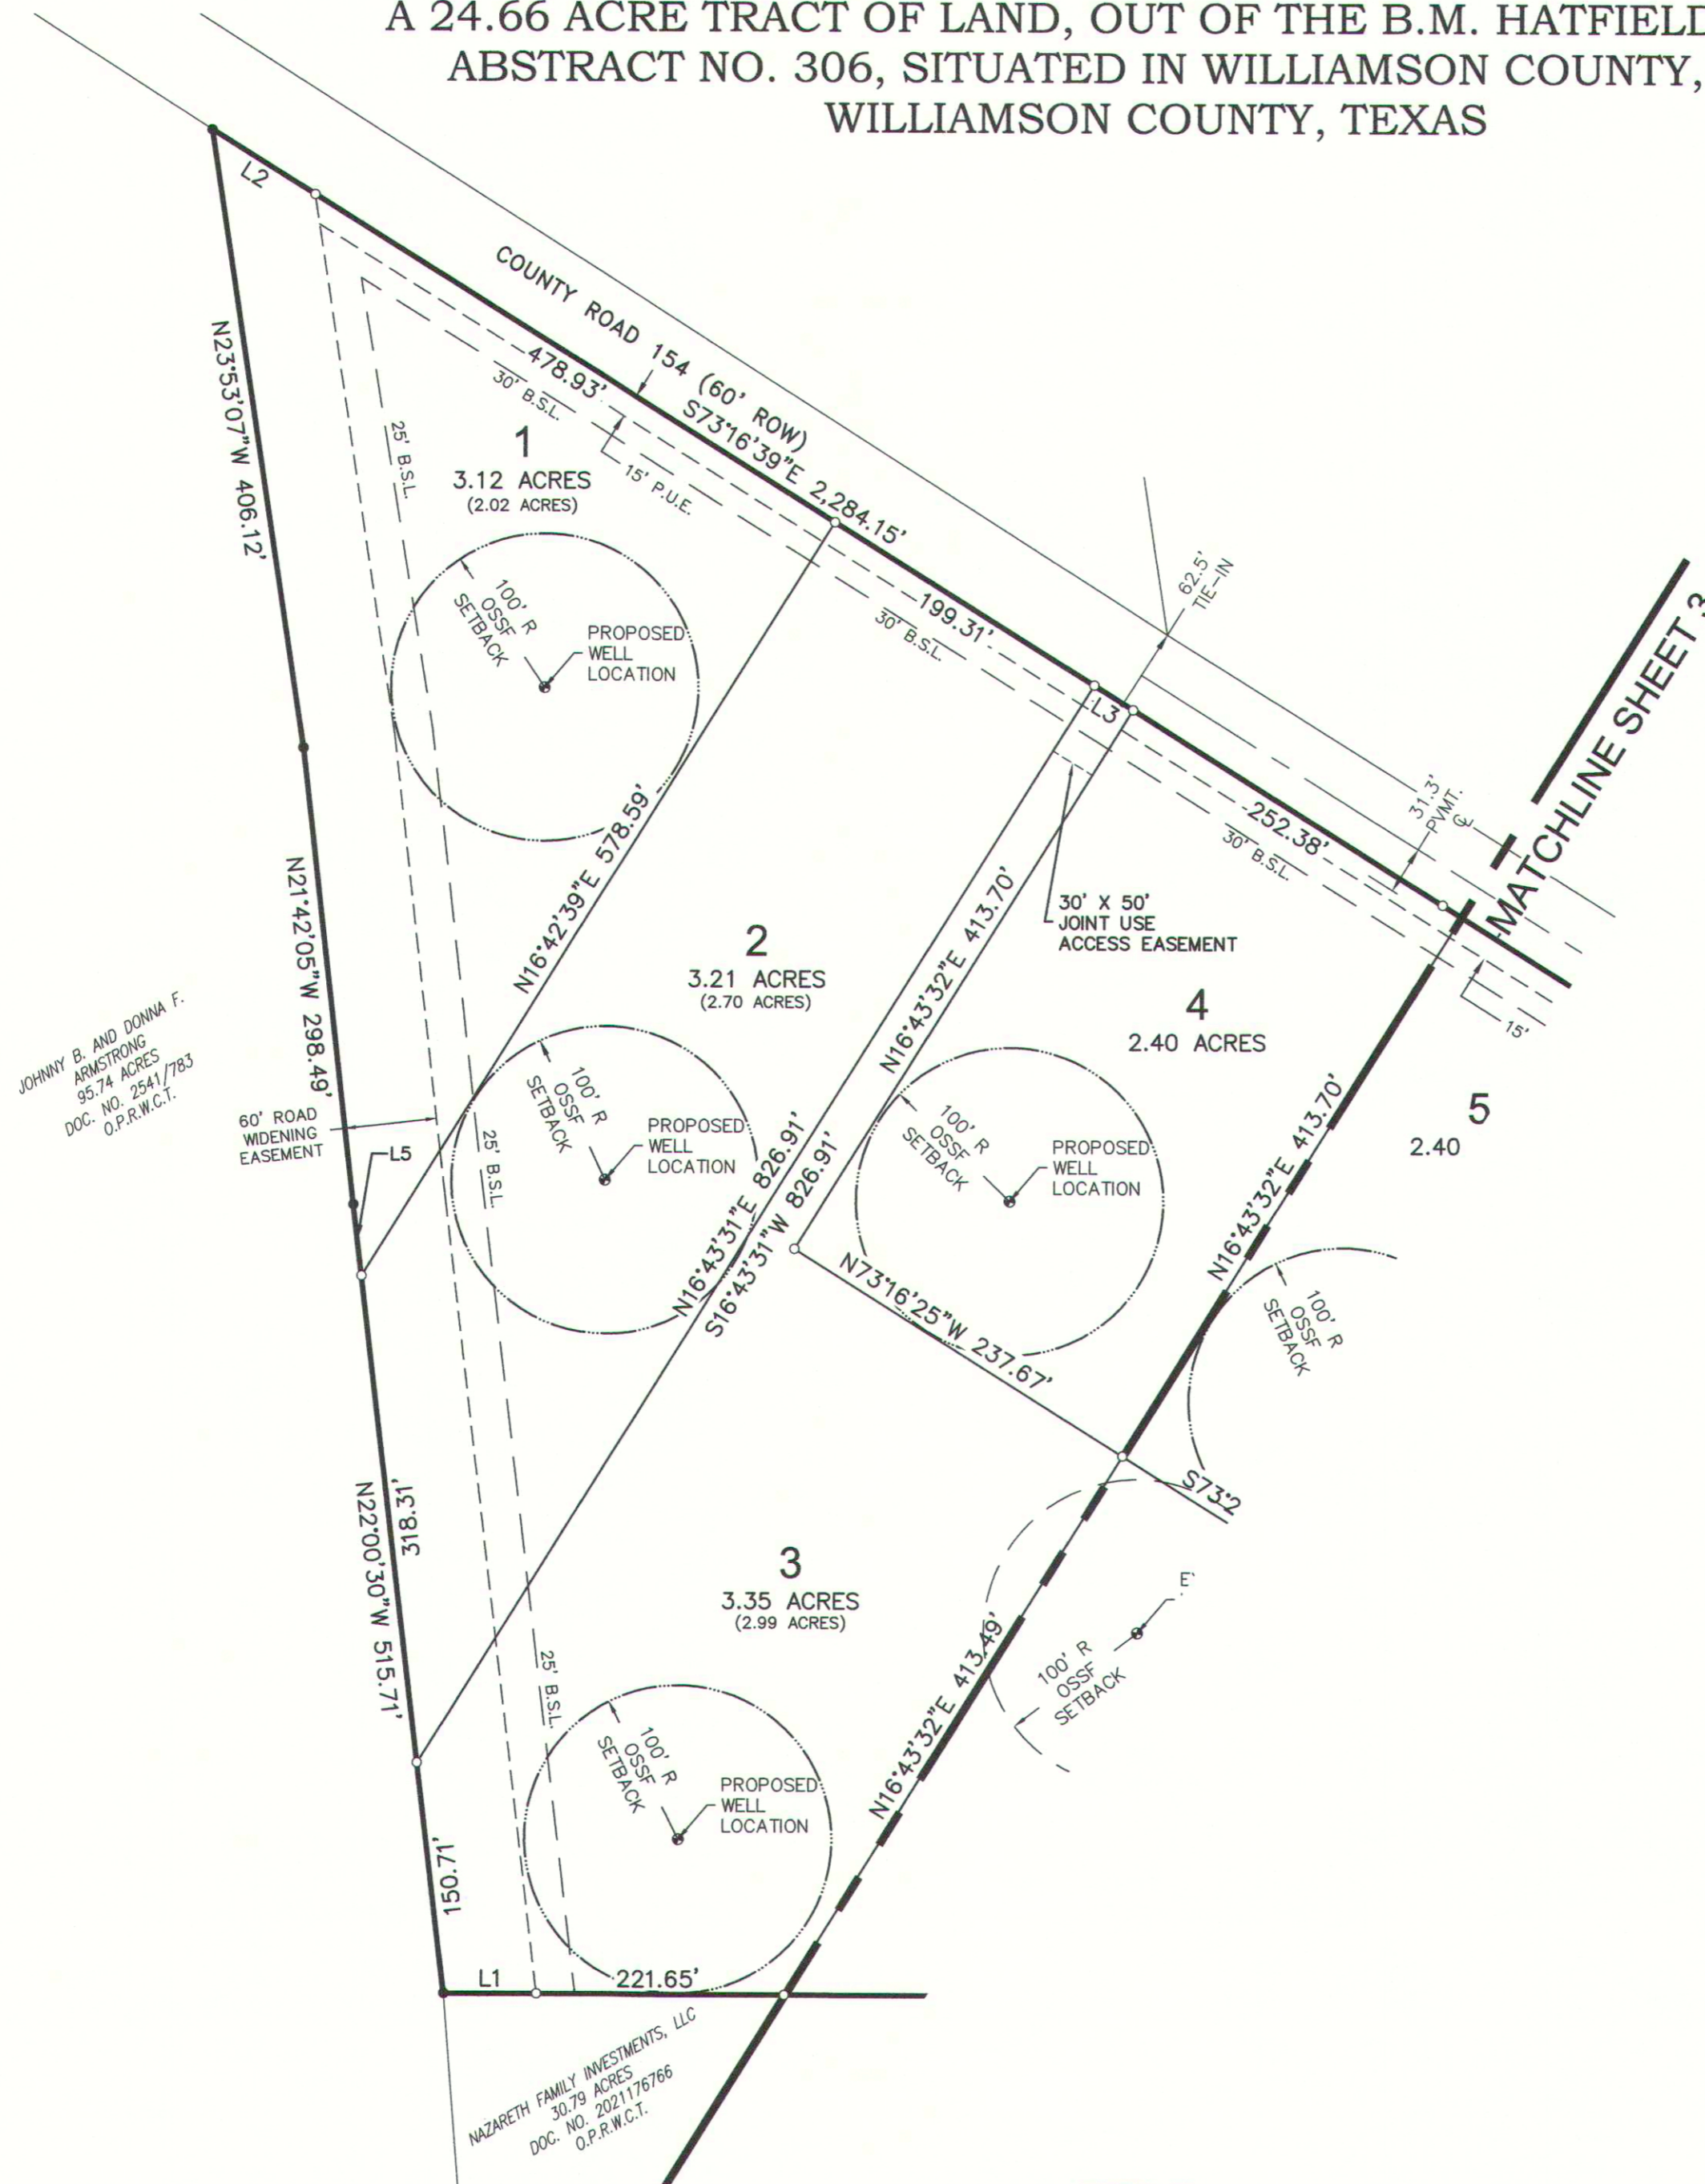 A 24.66 ACRE TRACT OF LAND, OUT OF THE B.M. HATFIELD
ABSTRACT NO. 306, SITUATED IN WILLIAMSON COUNTY,
WILLIAMSON COUNTY, TEXAS
L2
COUNTY ROAD 154 (60' ROW)
S73°16'39"E 2,284.15'
478.93'
30' B.S.L.
15' P.U.E.
N23°53'07"W 406.12'
25' B.S.L.
1
3.12 ACRES
(2.02 ACRES)
100' R
OSSF
SETBACK
PROPOSED
WELL
LOCATION
199.31'
30' B.S.L.
62.5'
TIE-IN
L3
MATCHLINE SHEET 3
31.3'
PVMT.
℄
252.38'
30' B.S.L.
15'
N16°42'39"E 578.59'
30' X 50'
JOINT USE
ACCESS EASEMENT
N16°43'32"E 413.70'
2
3.21 ACRES
(2.70 ACRES)
4
2.40 ACRES
5
2.40
N21°42'05"W 298.49'
JOHNNY B. AND DONNA F.
ARMSTRONG
95.74 ACRES
DOC. NO. 2541/783
O.P.R.W.C.T.
60' ROAD
WIDENING
EASEMENT
L5
25' B.S.L.
100' R
OSSF
SETBACK
PROPOSED
WELL
LOCATION
N16°43'31"E 826.91'
S16°43'31"W 826.91'
100' R
OSSF
SETBACK
PROPOSED
WELL
LOCATION
N16°43'32"E 413.70'
N73°16'25"W 237.67'
100' R
OSSF
SETBACK
S73°2
318.31'
N22°00'30"W 515.71'
3
3.35 ACRES
(2.99 ACRES)
N16°43'32"E 413.49'
E
100' R
OSSF
SETBACK
25' B.S.L.
100' R
OSSF
SETBACK
PROPOSED
WELL
LOCATION
150.71'
L1
221.65'
NAZARETH FAMILY INVESTMENTS, LLC
30.79 ACRES
DOC. NO. 2021176766
O.P.R.W.C.T.